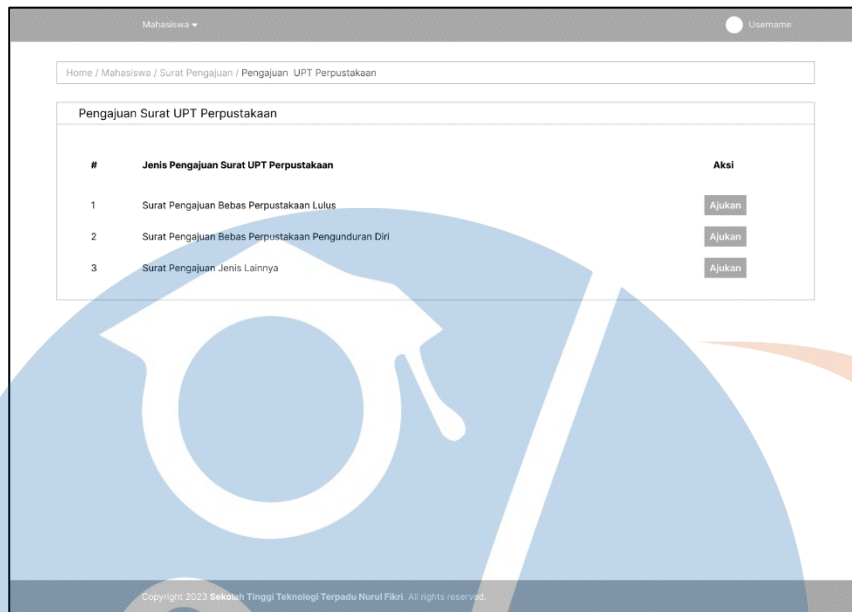 Mahasiswa
Username
Home / Mahasiswa / Surat Pengajuan / Pengajuan UPT Perpustakaan
Pengajuan Surat UPT Perpustakaan
# Jenis Pengajuan Surat UPT Perpustakaan Aksi
1 Surat Pengajuan Bebas Perpustakaan Lulus Ajukan
2 Surat Pengajuan Bebas Perpustakaan Pengunduran Diri Ajukan
3 Surat Pengajuan Jenis Lainnya Ajukan
Copyright 2023 Sekolah Tinggi Teknologi Terpadu Nurul Fikri. All rights reserved.